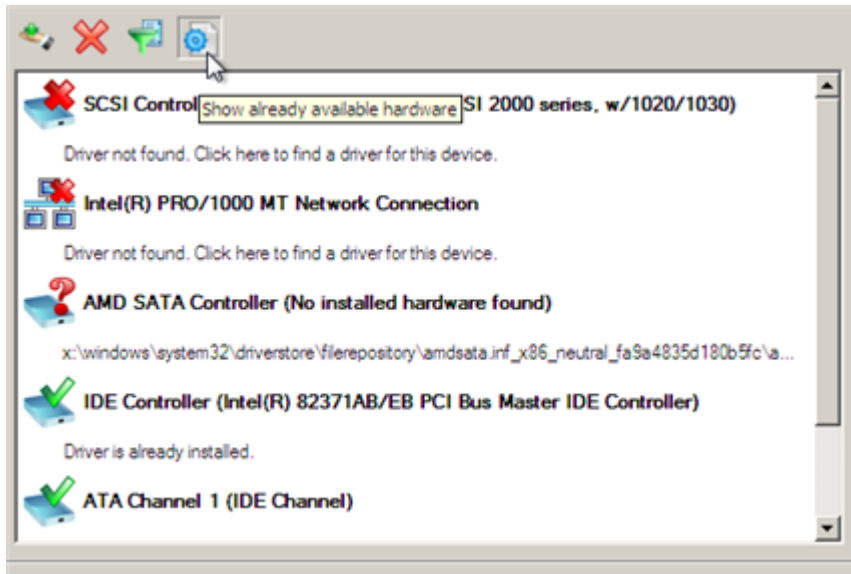 SCSI Control
Show already available hardware
SI 2000 series, w/1020/1030)
Driver not found. Click here to find a driver for this device.
Intel(R) PRO/1000 MT Network Connection
Driver not found. Click here to find a driver for this device.
AMD SATA Controller (No installed hardware found)
x:\windows\system32\driverstore\filerepository\amdsata.inf_x86_neutral_fa9a4835d180b5fc\a...
IDE Controller (Intel(R) 82371AB/EB PCI Bus Master IDE Controller)
Driver is already installed.
ATA Channel 1 (IDE Channel)